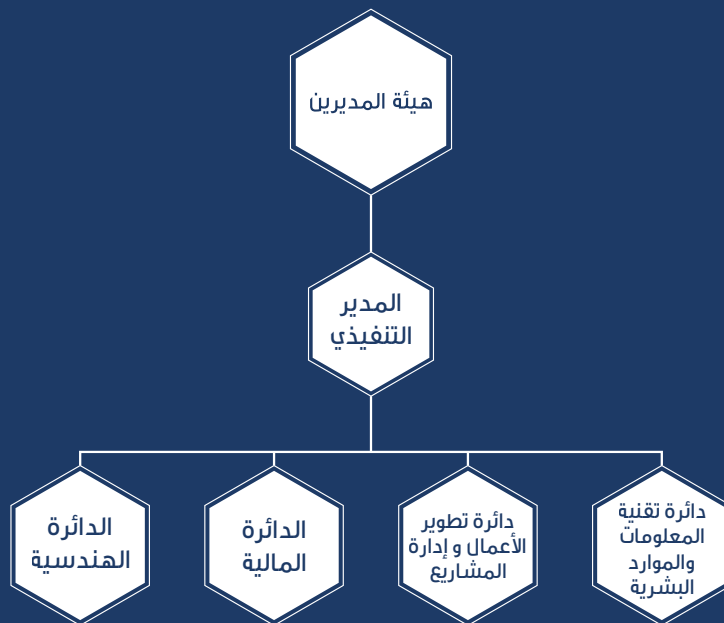 هيئة المديرين
المدير
التنفيذي
دائرة تقنية
المعلومات
والموارد
البشرية
دائرة تطوير
الأعمال و إدارة
المشاريع
الدائرة
المالية
الدائرة
الهندسية